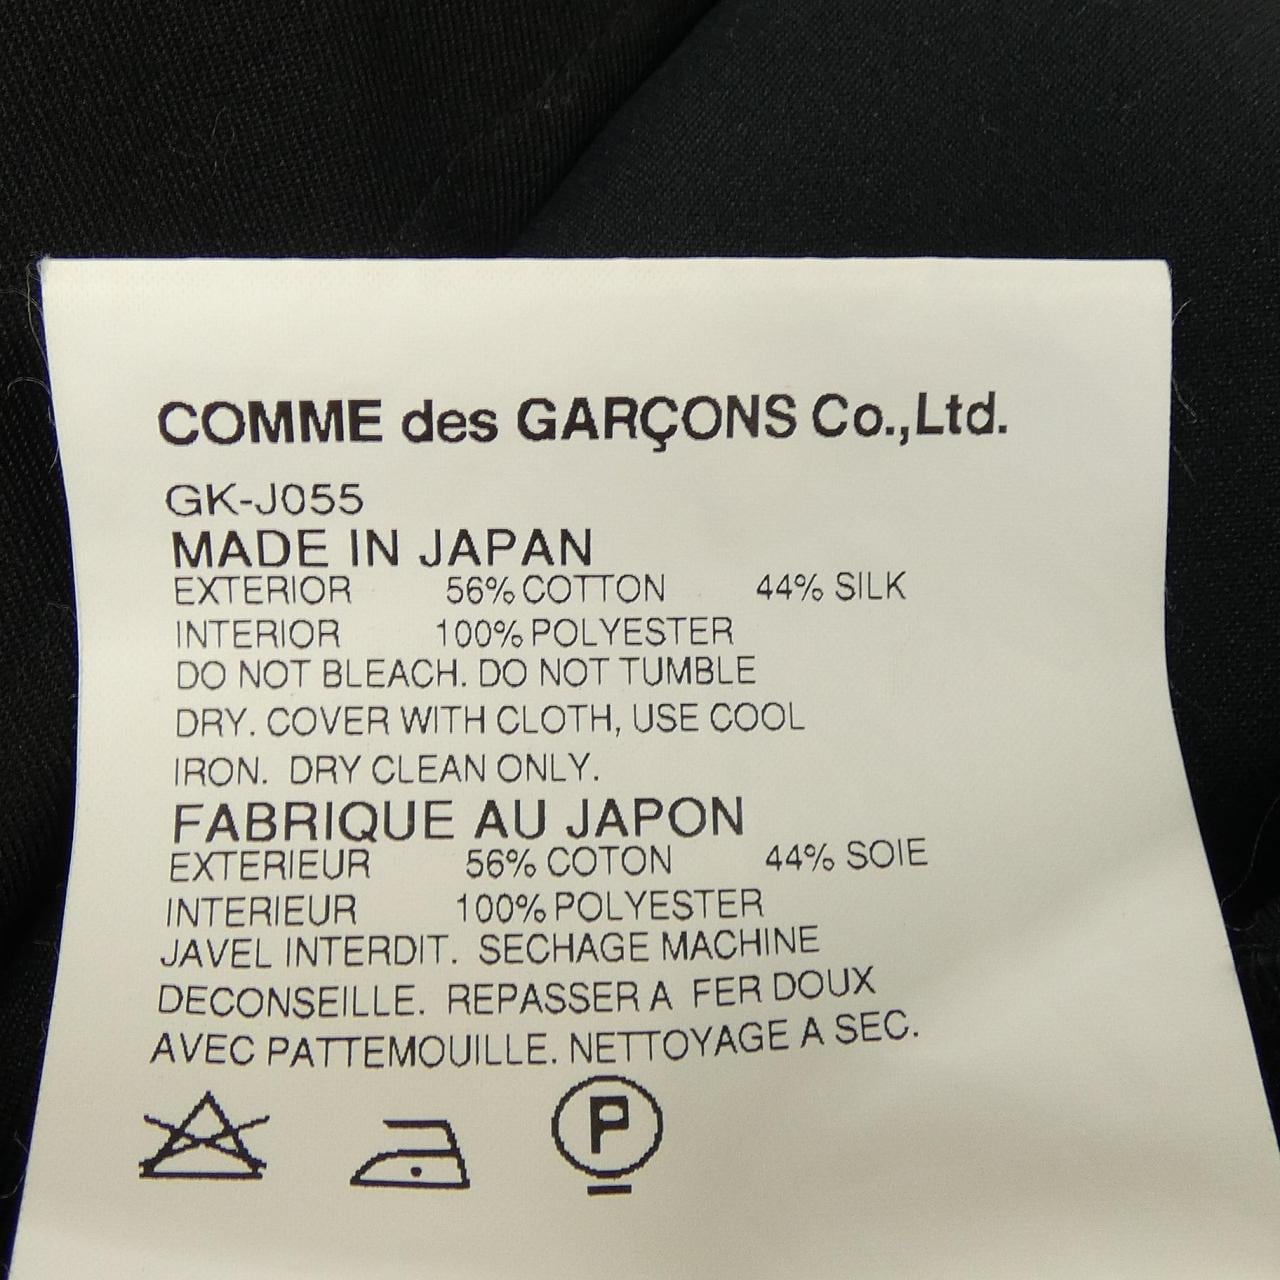 COMME des GARÇONS Co.,Ltd.
GK-J055
MADE IN JAPAN
EXTERIOR 56% COTTON 44% SILK
INTERIOR 100% POLYESTER
DO NOT BLEACH. DO NOT TUMBLE
DRY. COVER WITH CLOTH, USE COOL
IRON. DRY CLEAN ONLY.
FABRIQUE AU JAPON
EXTERIEUR 56% COTON 44% SOIE
INTERIEUR 100% POLYESTER
JAVEL INTERDIT. SECHAGE MACHINE
DECONSEILLE. REPASSER A FER DOUX
AVEC PATTEMOUILLE. NETTOYAGE A SEC.
P